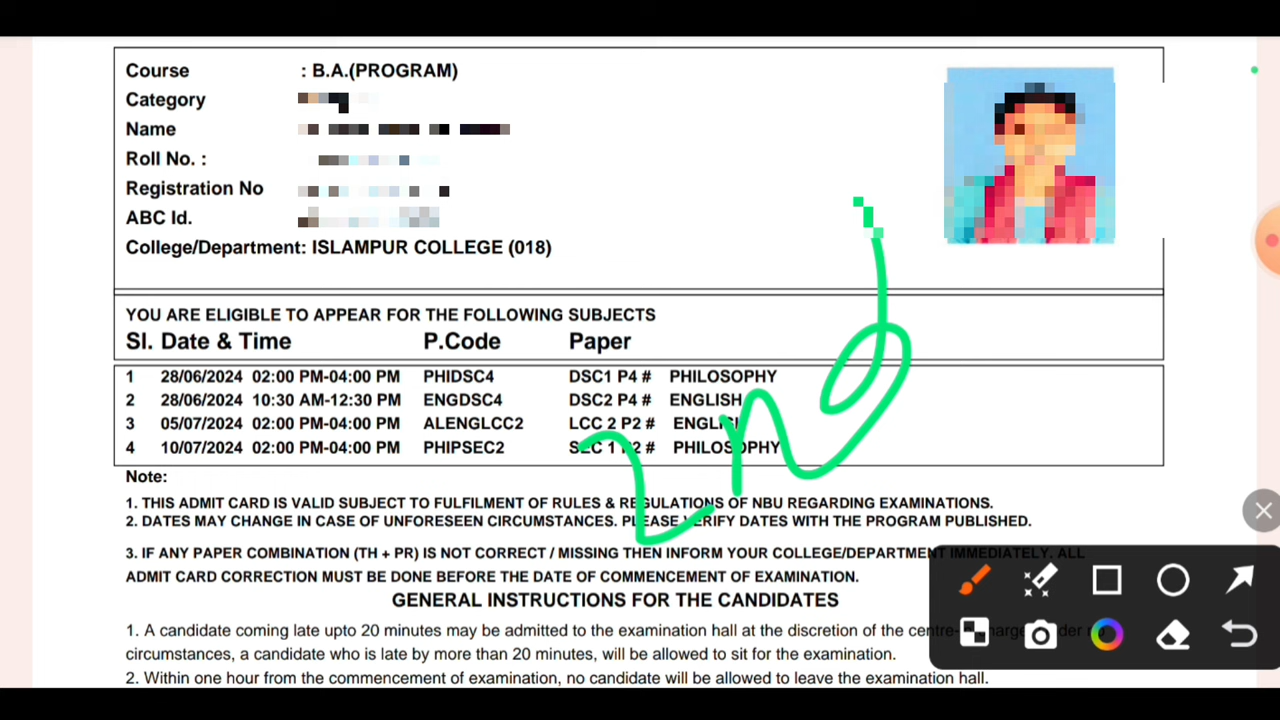 Course : B.A.(PROGRAM)
Category
Name
Roll No. :
Registration No
ABC Id.
College/Department: ISLAMPUR COLLEGE (018)
YOU ARE ELIGIBLE TO APPEAR FOR THE FOLLOWING SUBJECTS
Sl. Date & Time P.Code Paper
1 28/06/2024 02:00 PM-04:00 PM PHIDSC4 DSC1 P4 # PHILOSOPHY
2 28/06/2024 10:30 AM-12:30 PM ENGDSC4 DSC2 P4 # ENGLISH
3 05/07/2024 02:00 PM-04:00 PM ALENGLCC2 LCC 2 P2 # ENGLISH
4 10/07/2024 02:00 PM-04:00 PM PHIPSEC2 SEC 1 P2 # PHILOSOPHY
2nd
Note:
1. THIS ADMIT CARD IS VALID SUBJECT TO FULFILMENT OF RULES & REGULATIONS OF NBU REGARDING EXAMINATIONS.
2. DATES MAY CHANGE IN CASE OF UNFORESEEN CIRCUMSTANCES. PLEASE VERIFY DATES WITH THE PROGRAM PUBLISHED.
3. IF ANY PAPER COMBINATION (TH + PR) IS NOT CORRECT / MISSING THEN INFORM YOUR COLLEGE/DEPARTMENT IMMEDIATELY. ALL
ADMIT CARD CORRECTION MUST BE DONE BEFORE THE DATE OF COMMENCEMENT OF EXAMINATION.
GENERAL INSTRUCTIONS FOR THE CANDIDATES
1. A candidate coming late upto 20 minutes may be admitted to the examination hall at the discretion of the centre-
circumstances, a candidate who is late by more than 20 minutes, will be allowed to sit for the examination.
2. Within one hour from the commencement of examination, no candidate will be allowed to leave the examination hall.